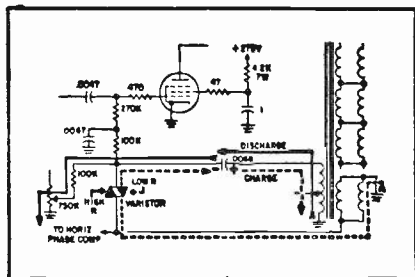 +275V
.0047
470
47
4.2K
7W
270K
.1
.0047
100K
DISCHARGE
.0068
100K
LOW R
CHARGE
HIGH R
VARISTOR
750K
TO HORIZ
PHASE COMP